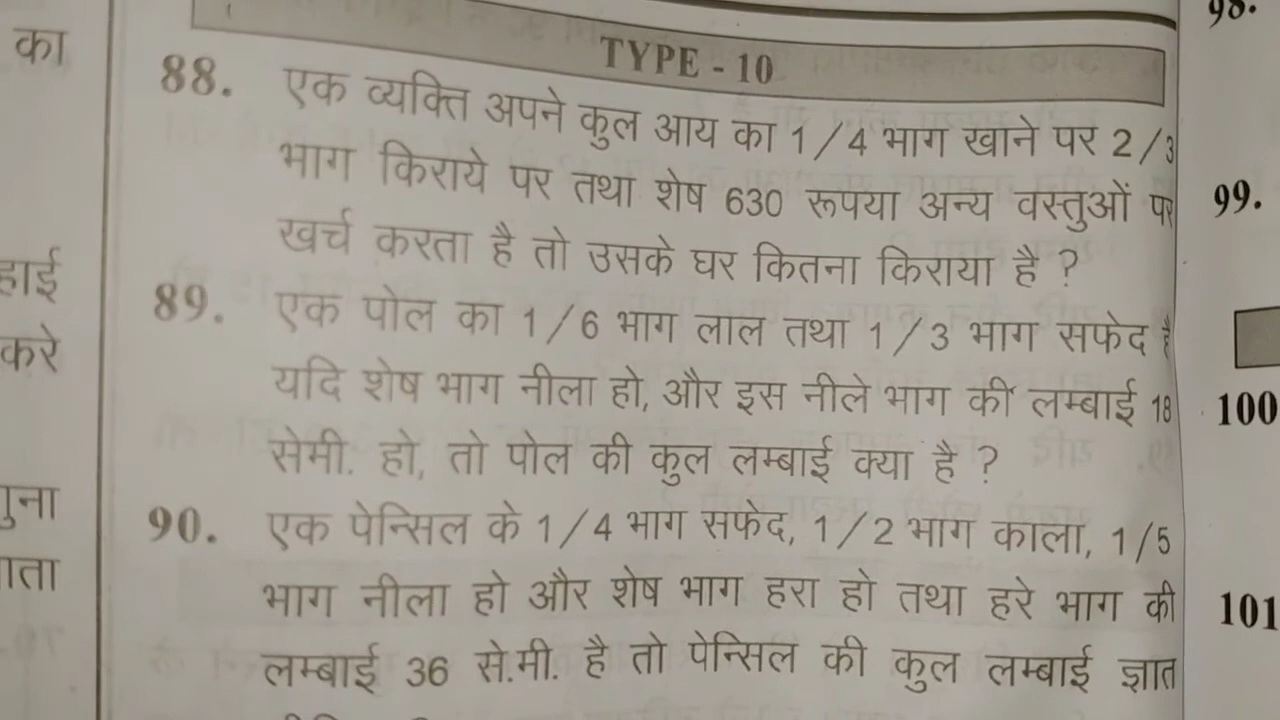 TYPE - 10
88. एक व्यक्ति अपने कुल आय का 1/4 भाग खाने पर 2/3
भाग किराये पर तथा शेष 630 रूपया अन्य वस्तुओं पर
खर्च करता है तो उसके घर कितना किराया है ?
89. एक पोल का 1/6 भाग लाल तथा 1/3 भाग सफेद है
यदि शेष भाग नीला हो, और इस नीले भाग की लम्बाई 18
सेमी. हो, तो पोल की कुल लम्बाई क्या है ?
90. एक पेन्सिल के 1/4 भाग सफेद, 1/2 भाग काला, 1/5
भाग नीला हो और शेष भाग हरा हो तथा हरे भाग की
लम्बाई 36 से.मी. है तो पेन्सिल की कुल लम्बाई ज्ञात
का
हाई
करे
गुना
98.
99.
100
101